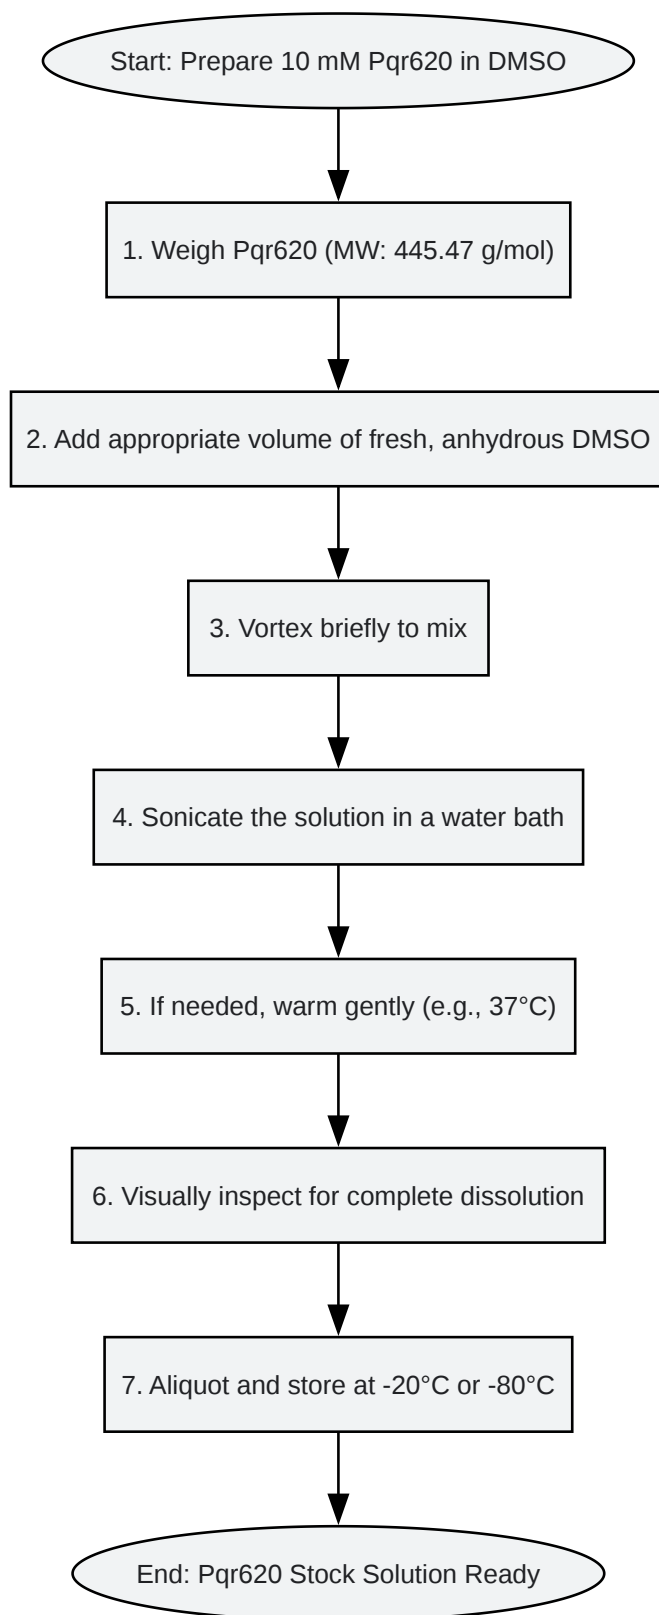 Start: Prepare 10 mM Pqr620 in DMSO
1. Weigh Pqr620 (MW: 445.47 g/mol)
2. Add appropriate volume of fresh, anhydrous DMSO
3. Vortex briefly to mix
4. Sonicate the solution in a water bath
5. If needed, warm gently (e.g., 37°C)
6. Visually inspect for complete dissolution
7. Aliquot and store at -20°C or -80°C
End: Pqr620 Stock Solution Ready